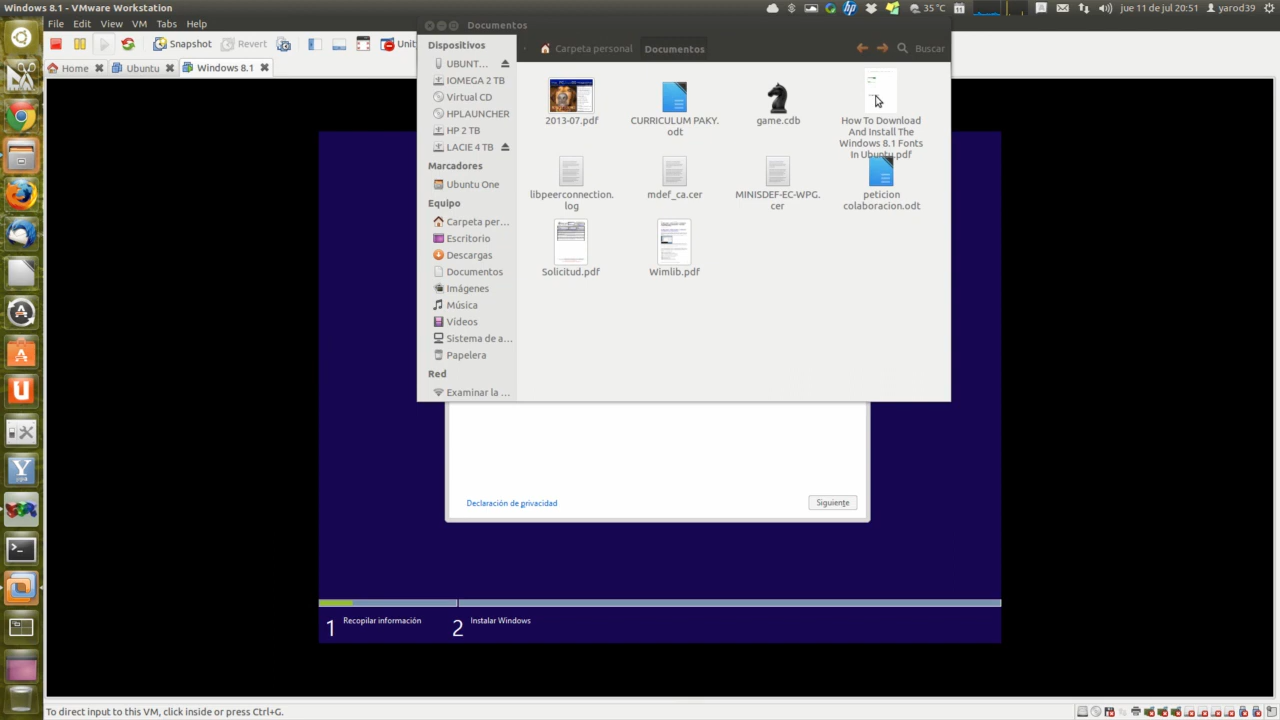 Windows 8.1 - VMware Workstation
35°C
jue 11 de jul 20:51
yarod39
File Edit View VM Tabs Help
Snapshot Revert Unit
Home Ubuntu Windows 8.1
Documentos
Carpeta personal Documentos Buscar
Dispositivos
UBUNT...
IOMEGA 2 TB
Virtual CD
HPLAUNCHER
HP 2 TB
LACIE 4 TB
Marcadores
Ubuntu One
Equipo
Carpeta per...
Escritorio
Descargas
Documentos
Imágenes
Música
Vídeos
Sistema de a...
Papelera
Red
Examinar la ...
2013-07.pdf
CURRICULUM PAKY.
odt
game.cdb
How To Download
And Install The
Windows 8.1 Fonts
In Ubuntu.pdf
libpeerconnection.
log
mdef_ca.cer
MINISDEF-EC-WPG.
cer
peticion
colaboracion.odt
Solicitud.pdf
Wimlib.pdf
Declaración de privacidad
Siguiente
1 Recopilar información
2 Instalar Windows
To direct input to this VM, click inside or press Ctrl+G.